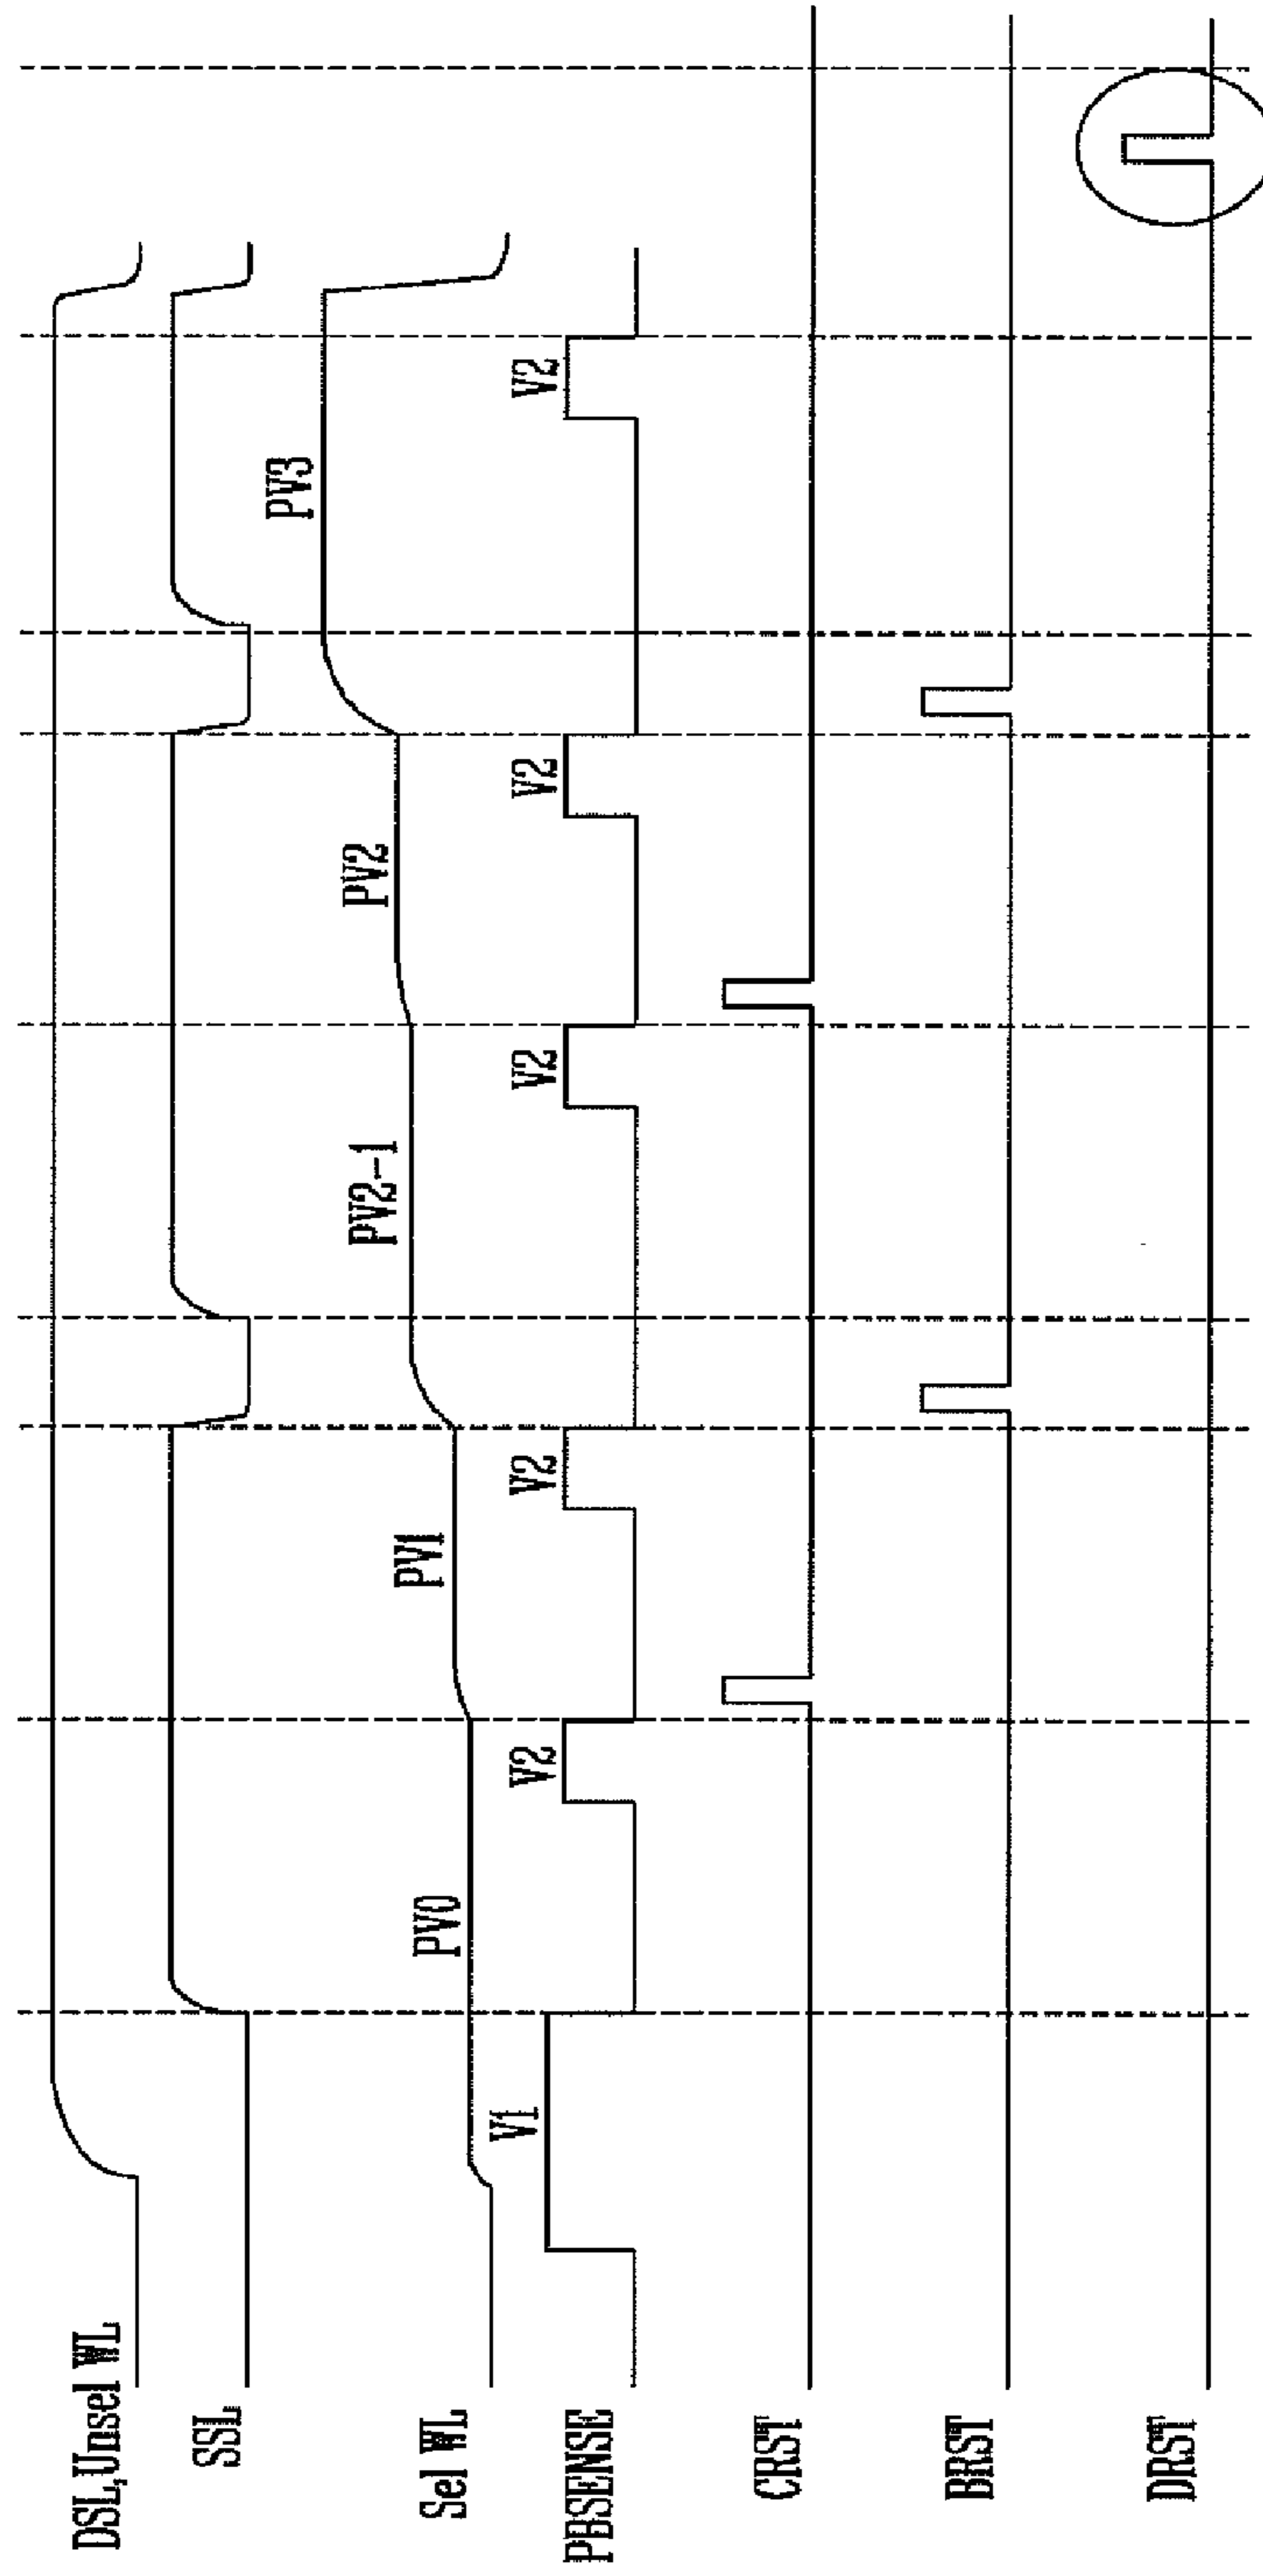 DSL,Unsel WL
SSL
Sel WL
PV0
PV1
PV2-1
PV2
PV3
PBSENSE
V1
V2
V2
V2
V2
V2
CRST
BRST
DRST